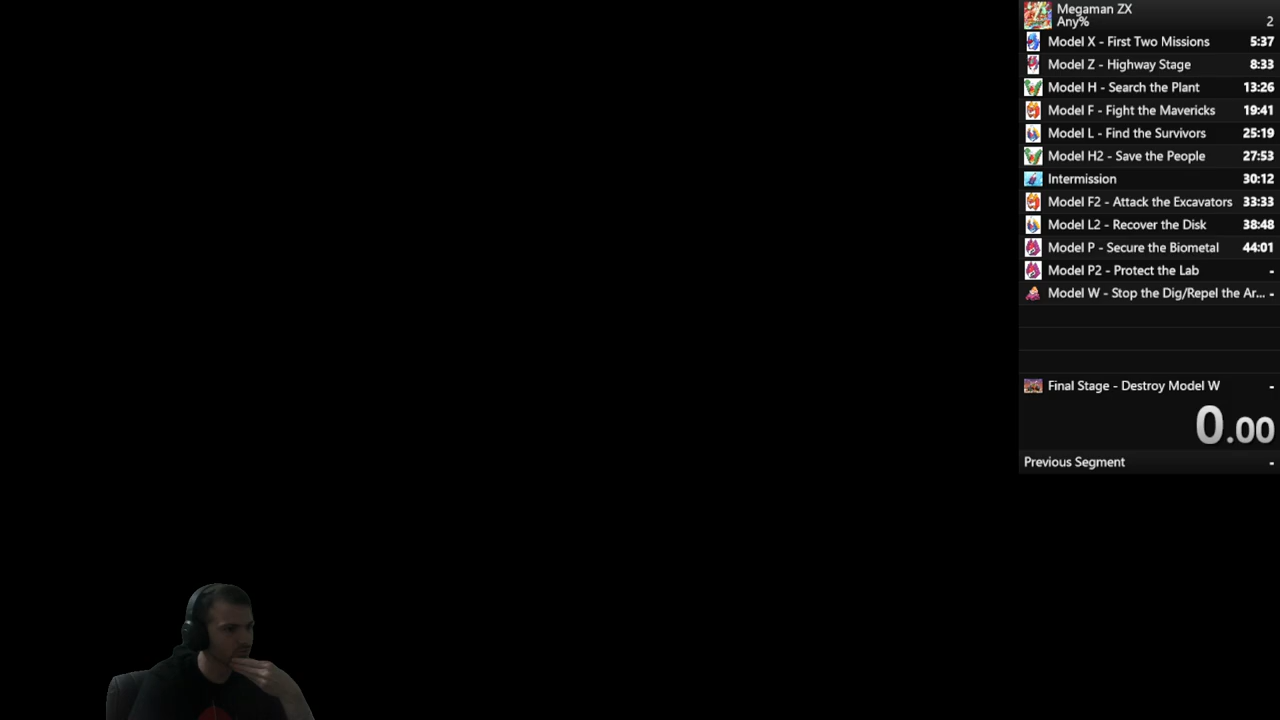 Megaman ZX
Any% 2
Model X - First Two Missions 5:37
Model Z - Highway Stage 8:33
Model H - Search the Plant 13:26
Model F - Fight the Mavericks 19:41
Model L - Find the Survivors 25:19
Model H2 - Save the People 27:53
Intermission 30:12
Model F2 - Attack the Excavators 33:33
Model L2 - Recover the Disk 38:48
Model P - Secure the Biometal 44:01
Model P2 - Protect the Lab -
Model W - Stop the Dig/Repel the Ar... -
Final Stage - Destroy Model W -
0.00
Previous Segment -